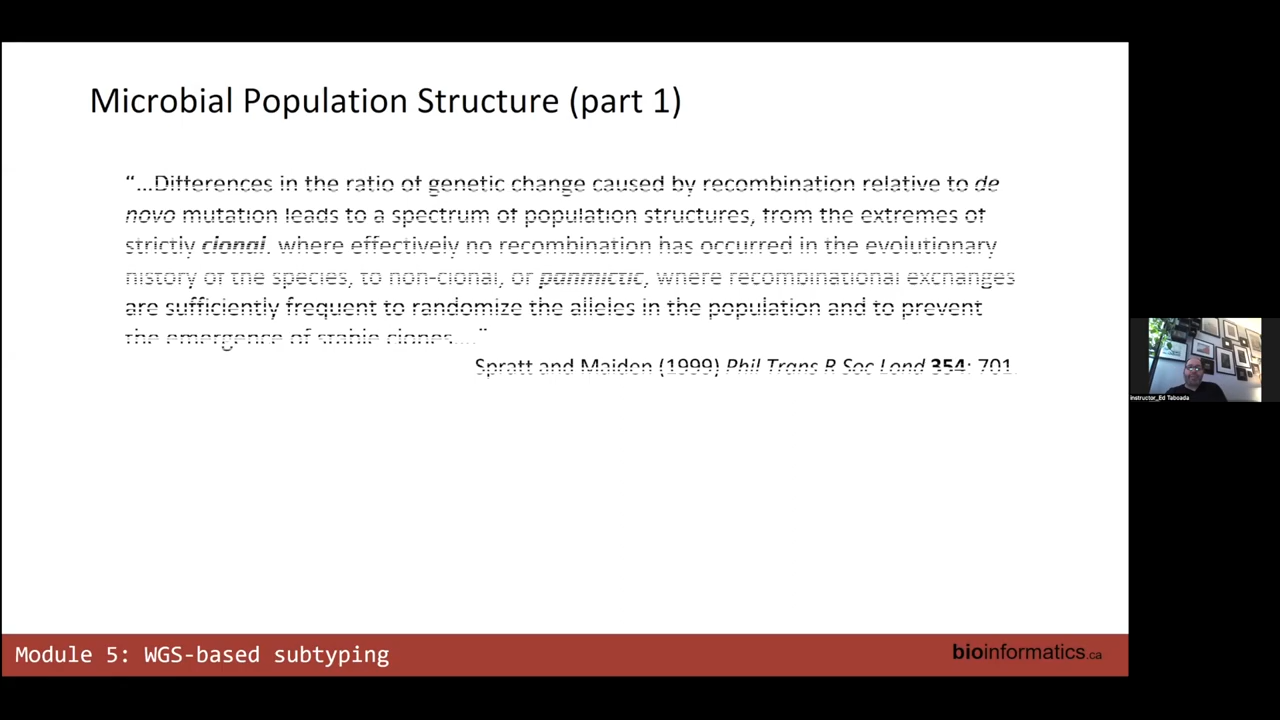 Microbial Population Structure (part 1)
“...Differences in the ratio of genetic change caused by recombination relative to de
novo mutation leads to a spectrum of population structures, from the extremes of
strictly clonal, where effectively no recombination has occurred in the evolutionary
history of the species, to non-clonal, or panmictic, where recombinational exchanges
are sufficiently frequent to randomize the alleles in the population and to prevent
the emergence of stable clones....”
Spratt and Maiden (1999) Phil Trans R Soc Lond 354: 701.
instructor_Ed Taboada
Module 5: WGS-based subtyping
bioinformatics.ca